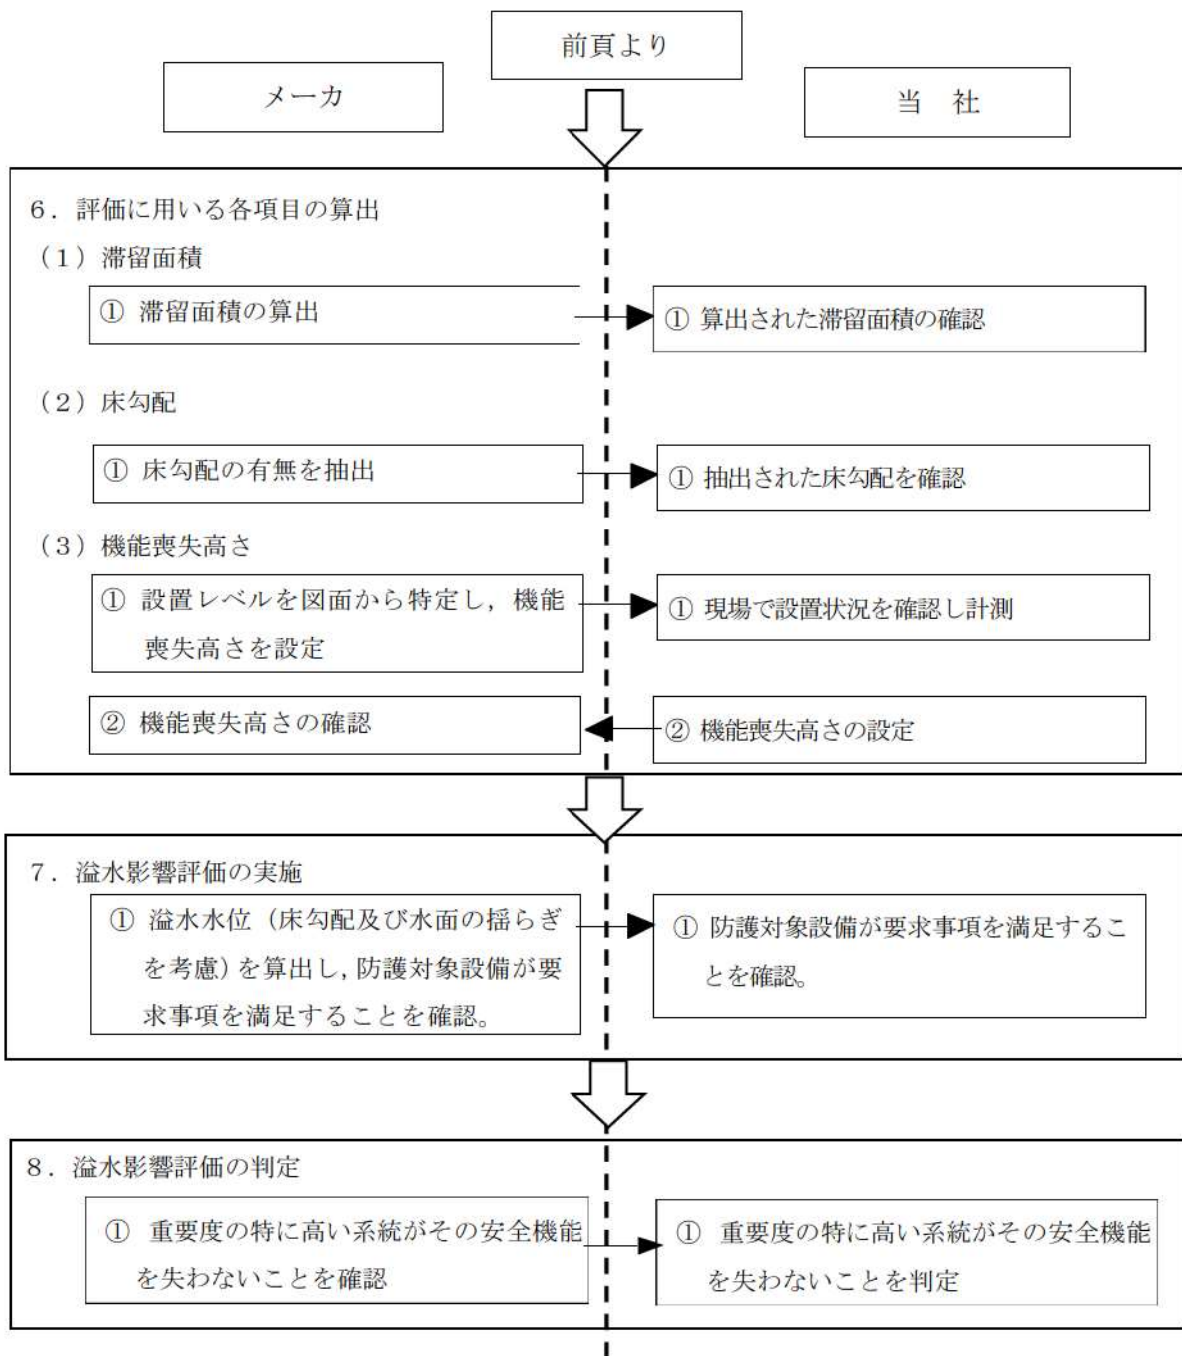 前頁より
メーカ
当　社
６．評価に用いる各項目の算出
（１）滞留面積
① 滞留面積の算出
① 算出された滞留面積の確認
（２）床勾配
① 床勾配の有無を抽出
① 抽出された床勾配を確認
（３）機能喪失高さ
① 設置レベルを図面から特定し，機能
喪失高さを設定
① 現場で設置状況を確認し計測
② 機能喪失高さの確認
② 機能喪失高さの設定
７．溢水影響評価の実施
① 溢水水位（床勾配及び水面の揺らぎ
を考慮）を算出し，防護対象設備が要
求事項を満足することを確認。
① 防護対象設備が要求事項を満足するこ
とを確認。
８．溢水影響評価の判定
① 重要度の特に高い系統がその安全機能
を失わないことを確認
① 重要度の特に高い系統がその安全機能
を失わないことを判定